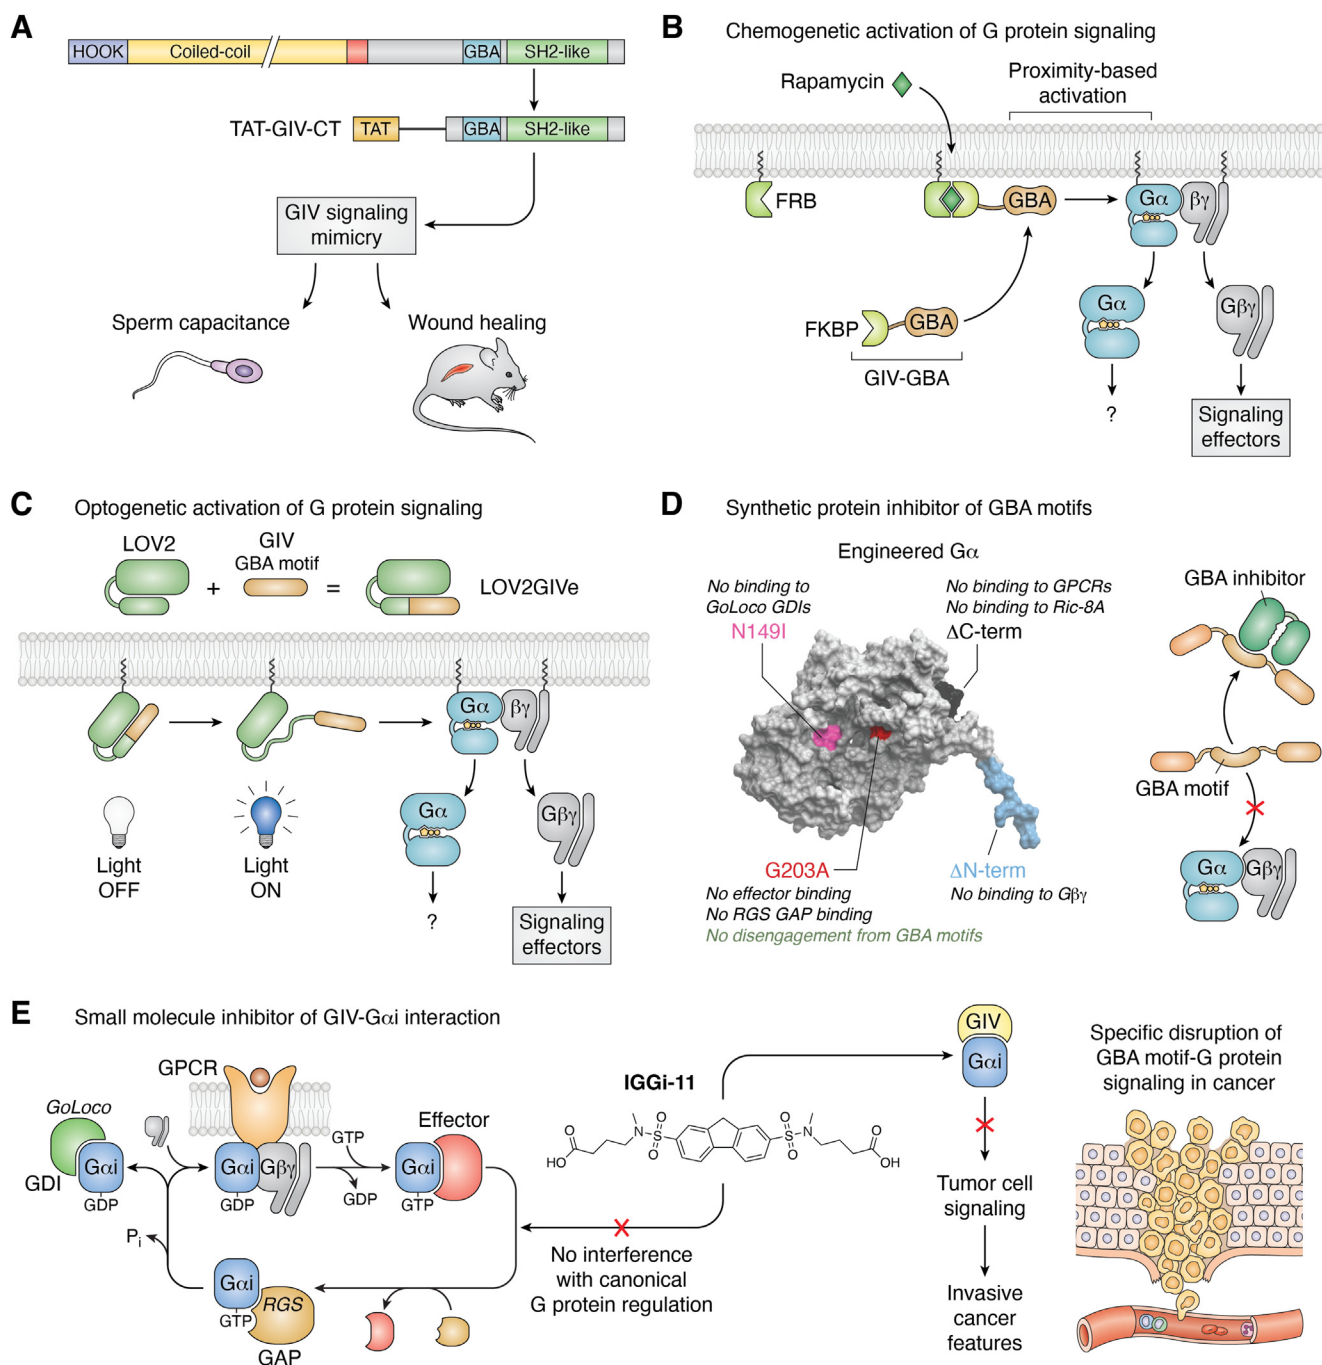 A
HOOK
Coiled-coil
GBA
SH2-like
TAT-GIV-CT
TAT
GBA
SH2-like
GIV signaling
mimicry
Sperm capacitance
Wound healing
B
Chemogenetic activation of G protein signaling
Rapamycin
Proximity-based
activation
FRB
GBA
Gα
βγ
FKBP
GBA
GIV-GBA
Gα
Gβγ
?
Signaling
effectors
C
Optogenetic activation of G protein signaling
LOV2
GIV
GBA motif
+
=
LOV2GIVe
Gα
βγ
Light
OFF
Light
ON
Gα
Gβγ
?
Signaling
effectors
D
Synthetic protein inhibitor of GBA motifs
Engineered Gα
No binding to
GoLoco GDIs
N149I
No binding to GPCRs
No binding to Ric-8A
ΔC-term
G203A
No effector binding
No RGS GAP binding
No disengagement from GBA motifs
ΔN-term
No binding to Gβγ
GBA inhibitor
GBA motif
Gα
Gβγ
E
Small molecule inhibitor of GIV-Gαi interaction
GPCR
GoLoco
GDI
Gαi
GDP
Gαi
Gβγ
GDP
GTP
GDP
Effector
Gαi
GTP
Pi
Gαi
GTP
RGS
GAP
IGGi-11
O
OH
N
S
O
O
O
S
O
N
O
OH
No interference
with canonical
G protein regulation
GIV
Gαi
Tumor cell
signaling
Invasive
cancer
features
Specific disruption of
GBA motif-G protein
signaling in cancer